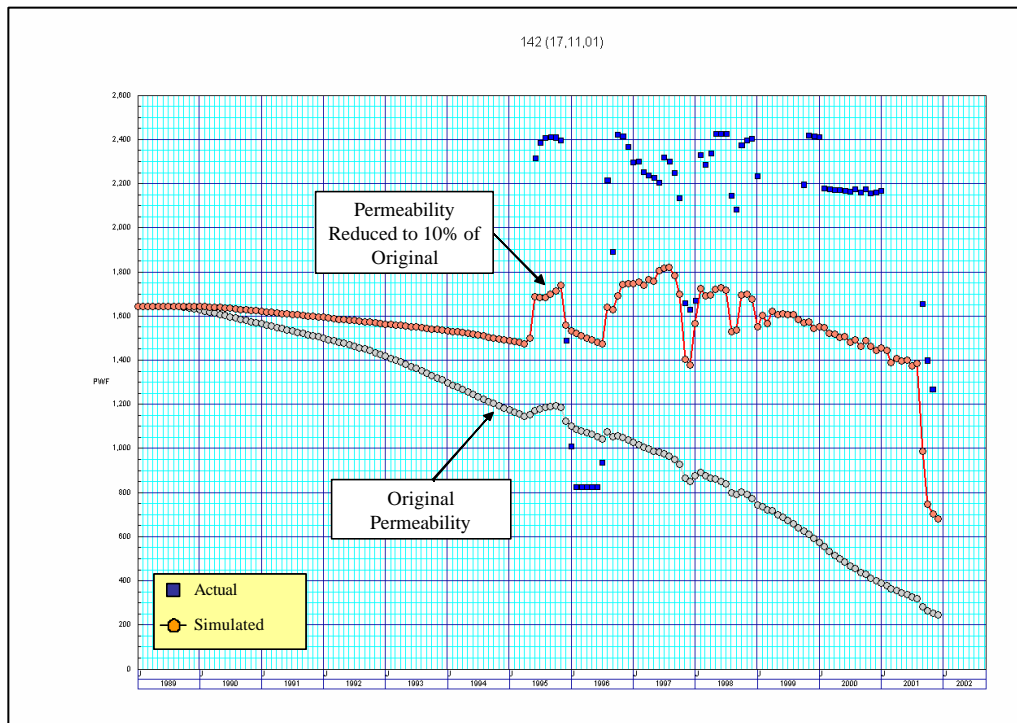 142 (17,11,01)
2,600
2,400
2,200
2,000
1,800
1,600
1,400
1,200
1,000
800
600
400
200
0
PWF
Permeability
Reduced to 10% of
Original
Original
Permeability
Actual
Simulated
J J J J J J J J J J J J J J
1989 1990 1991 1992 1993 1994 1995 1996 1997 1998 1999 2000 2001 2002